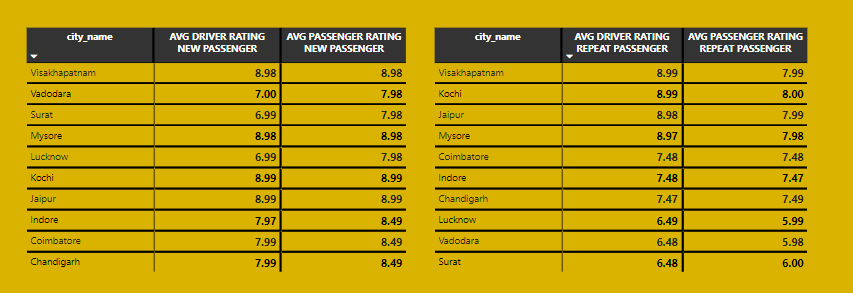 city_name AVG DRIVER RATING NEW PASSENGER AVG PASSENGER RATING NEW PASSENGER
Visakhapatnam 8.98 8.98
Vadodara 7.00 7.98
Surat 6.99 7.98
Mysore 8.98 8.98
Lucknow 6.99 7.98
Kochi 8.99 8.99
Jaipur 8.99 8.99
Indore 7.97 8.49
Coimbatore 7.99 8.49
Chandigarh 7.99 8.49
city_name AVG DRIVER RATING REPEAT PASSENGER AVG PASSENGER RATING REPEAT PASSENGER
Visakhapatnam 8.99 7.99
Kochi 8.99 8.00
Jaipur 8.98 7.99
Mysore 8.97 7.98
Coimbatore 7.48 7.48
Indore 7.48 7.47
Chandigarh 7.47 7.49
Lucknow 6.49 5.99
Vadodara 6.48 5.98
Surat 6.48 6.00